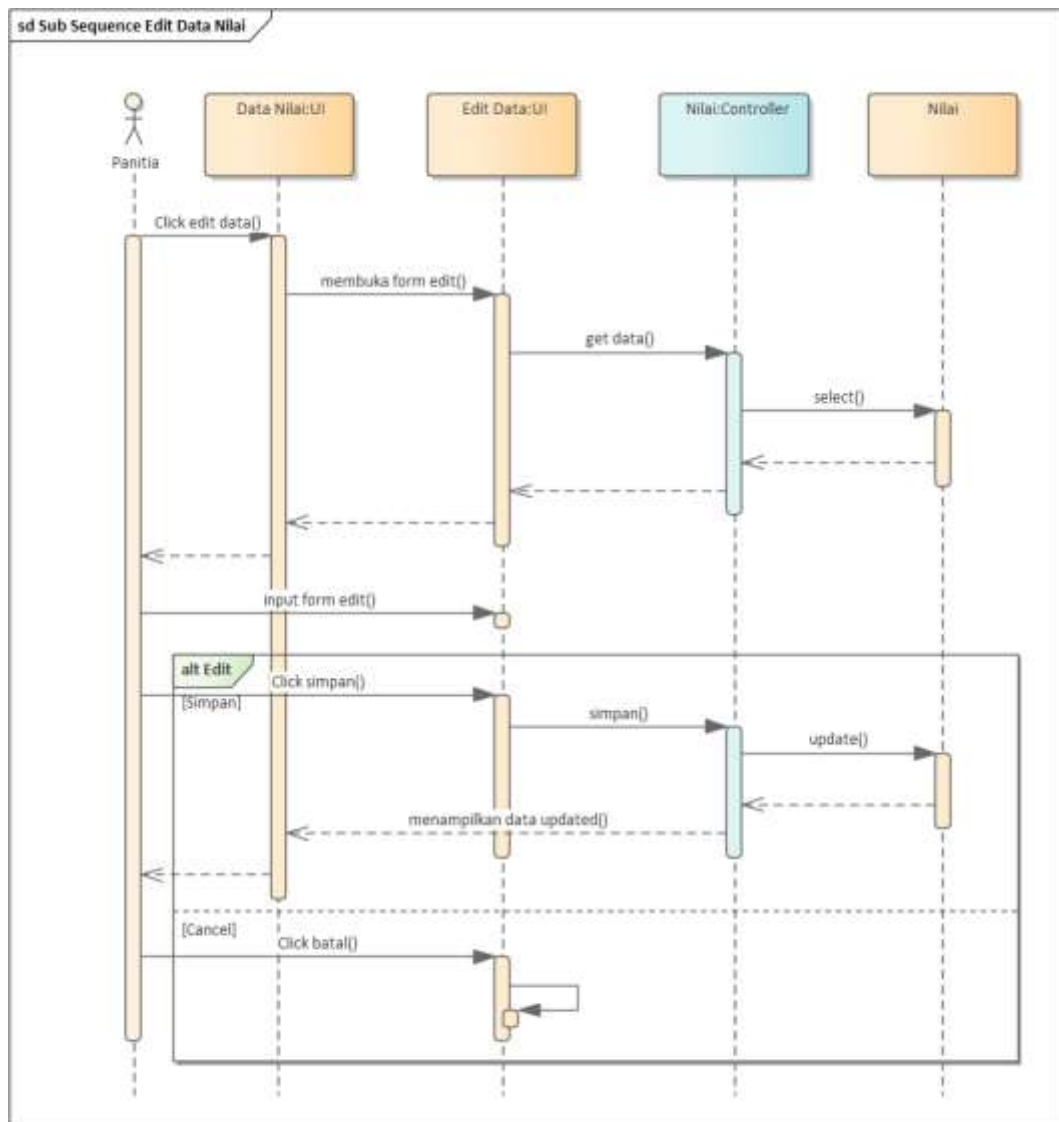 sd Sub Sequence Edit Data Nilai
Data Nilai:UI
Edit Data:UI
Nilai:Controller
Nilai
Panitia
Click edit data()
membuka form edit()
get data()
select()
input form edit()
alt Edit
Click simpan()
[Simpan]
simpan()
update()
menampilkan data updated()
[Cancel]
Click batal()